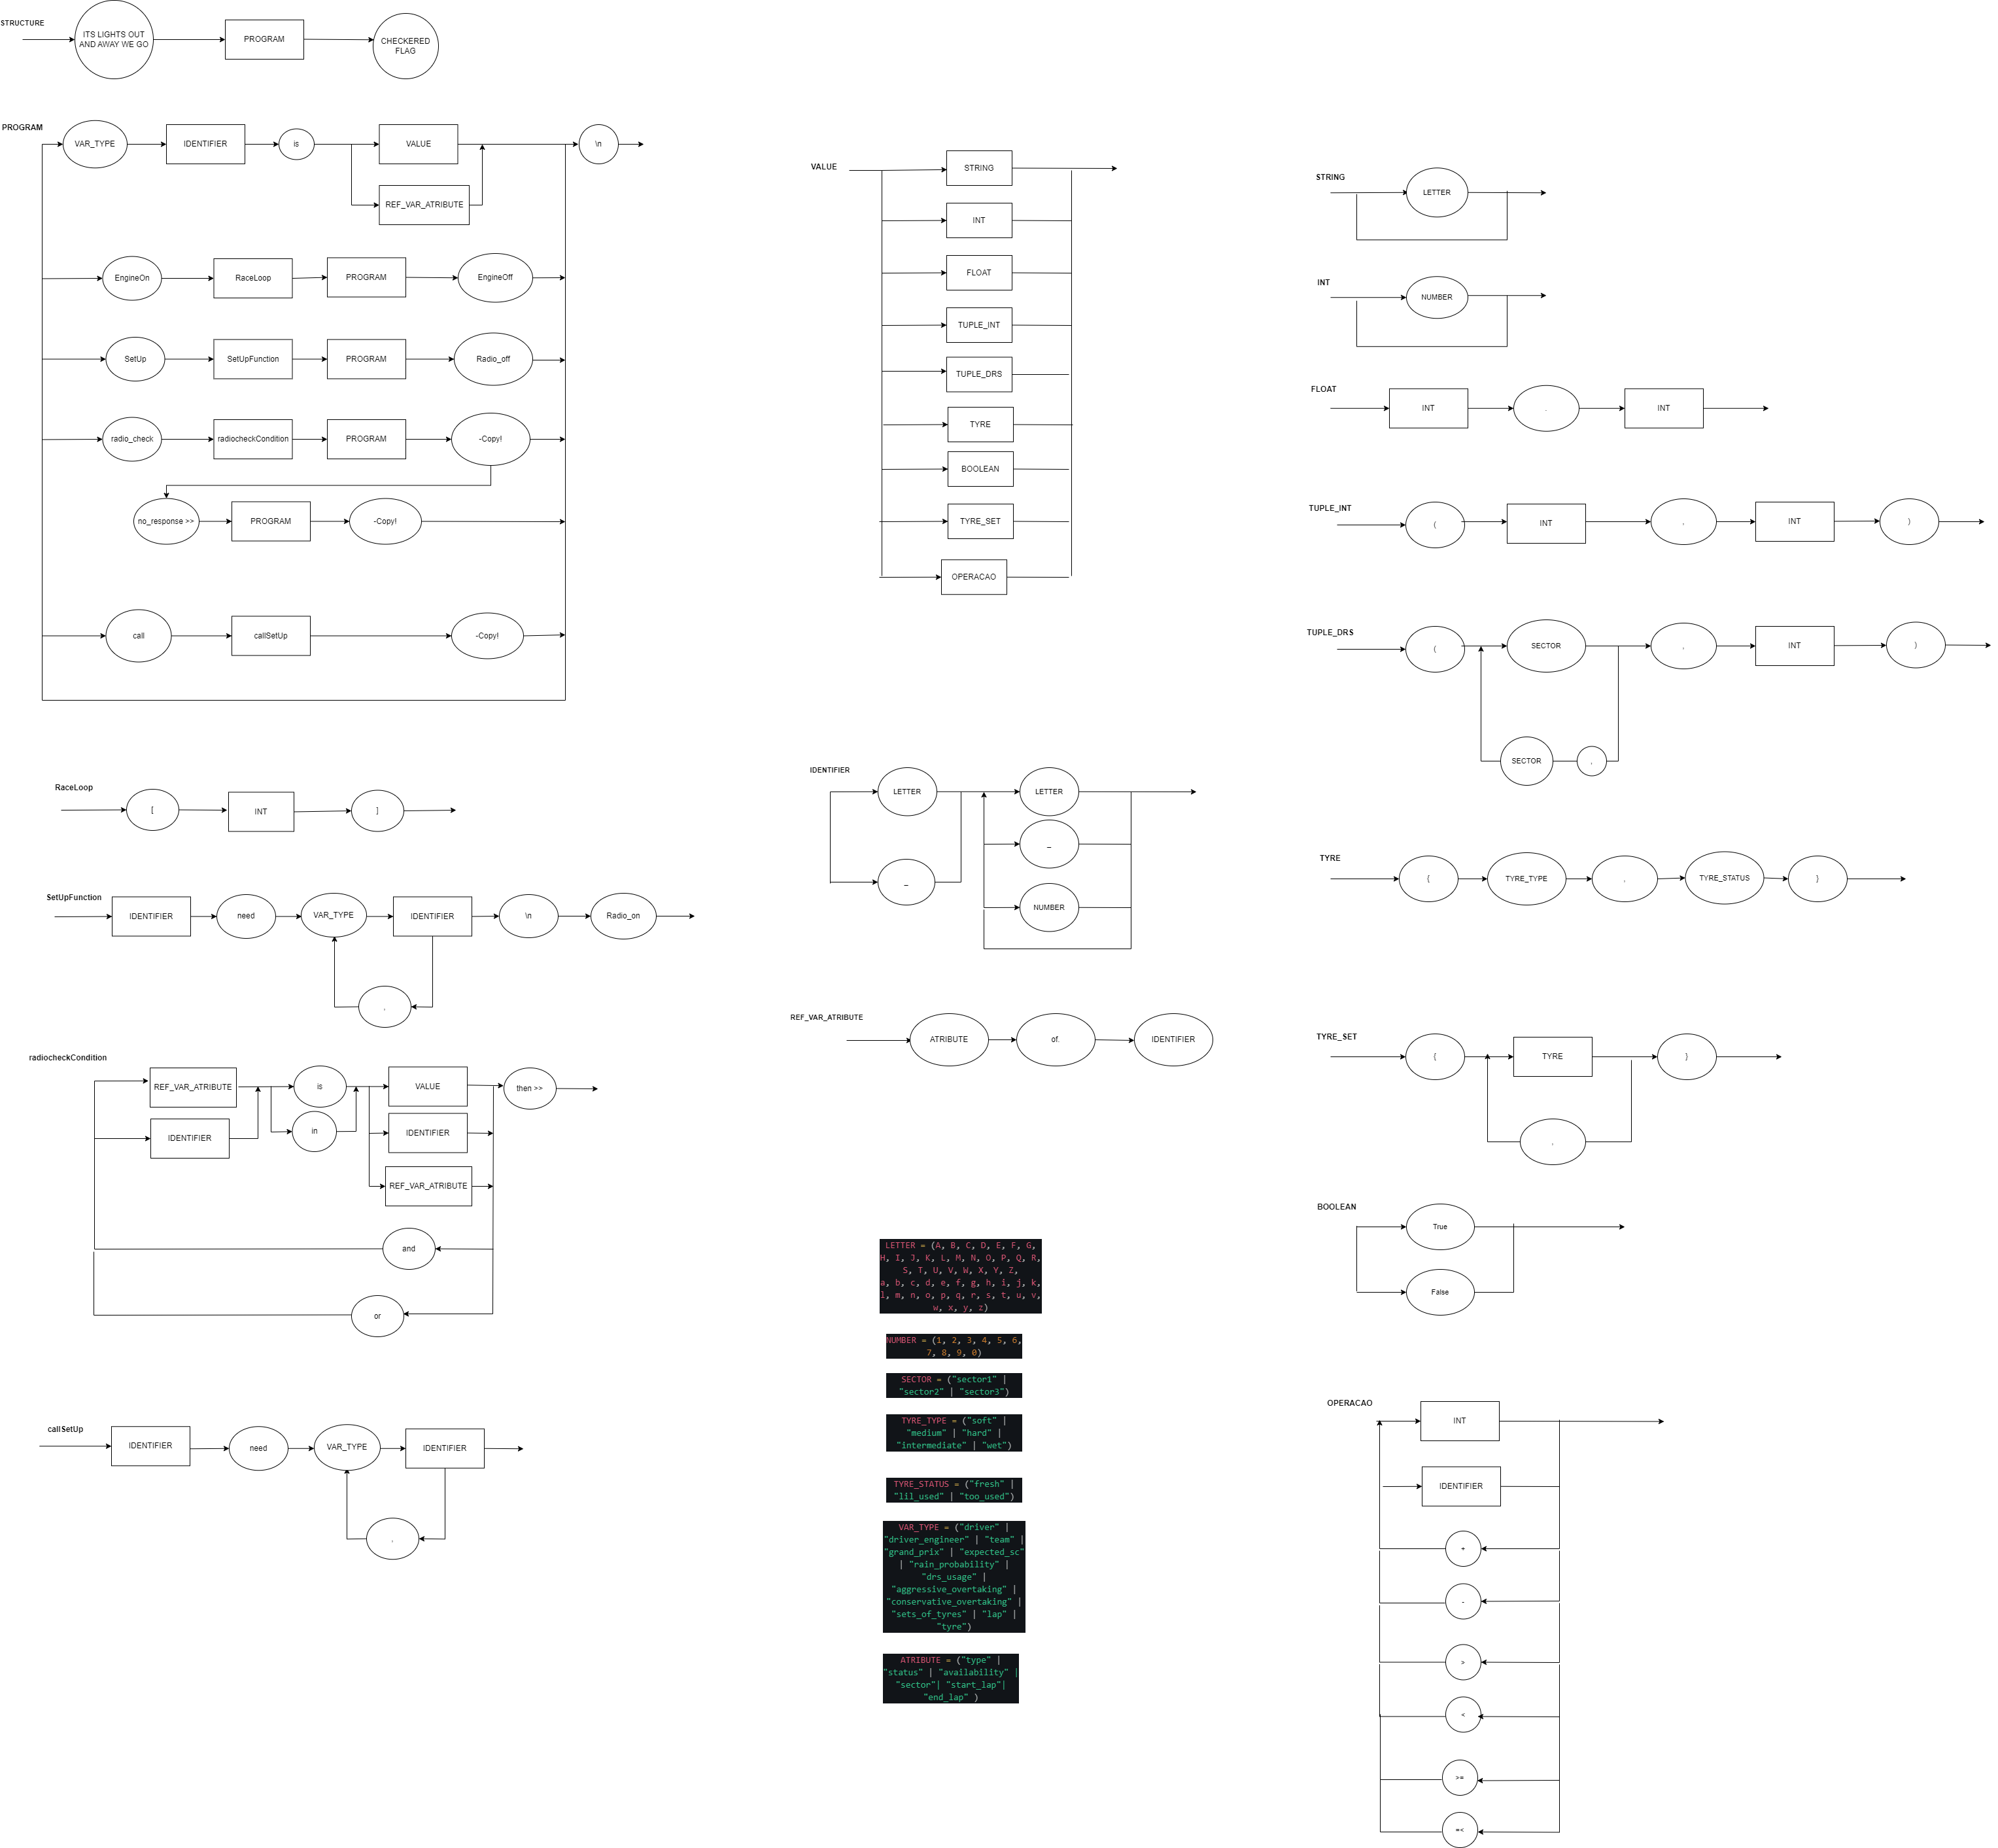 STRUCTURE
ITS LIGHTS OUT
AND AWAY WE GO
PROGRAM
CHECKERED
FLAG
PROGRAM
VAR_TYPE
IDENTIFIER
is
VALUE
\n
REF_VAR_ATRIBUTE
EngineOn
RaceLoop
PROGRAM
EngineOff
SetUp
SetUpFunction
PROGRAM
Radio_off
radio_check
radiocheckCondition
PROGRAM
-Copy!
no_response >>
PROGRAM
-Copy!
call
callSetUp
-Copy!
RaceLoop
[
INT
]
SetUpFunction
IDENTIFIER
need
VAR_TYPE
IDENTIFIER
\n
Radio_on
,
radiocheckCondition
REF_VAR_ATRIBUTE
is
VALUE
then >>
IDENTIFIER
in
IDENTIFIER
REF_VAR_ATRIBUTE
and
or
callSetUp
IDENTIFIER
need
VAR_TYPE
IDENTIFIER
,
VALUE
STRING
INT
FLOAT
TUPLE_INT
TUPLE_DRS
TYRE
BOOLEAN
TYRE_SET
OPERACAO
IDENTIFIER
LETTER
LETTER
_
_
NUMBER
REF_VAR_ATRIBUTE
ATRIBUTE
of.
IDENTIFIER
LETTER = (A, B, C, D, E, F, G,
H, I, J, K, L, M, N, O, P, Q, R,
S, T, U, V, W, X, Y, Z,
a, b, c, d, e, f, g, h, i, j, k,
l, m, n, o, p, q, r, s, t, u, v,
w, x, y, z)
NUMBER = (1, 2, 3, 4, 5, 6,
7, 8, 9, 0)
SECTOR = ("sector1" |
"sector2" | "sector3")
TYRE_TYPE = ("soft" |
"medium" | "hard" |
"intermediate" | "wet")
TYRE_STATUS = ("fresh" |
"lil_used" | "too_used")
VAR_TYPE = ("driver" |
"driver_engineer" | "team" |
"grand_prix" | "expected_sc"
| "rain_probability" |
"drs_usage" |
"aggressive_overtaking" |
"conservative_overtaking" |
"sets_of_tyres" | "lap" |
"tyre")
ATRIBUTE = ("type" |
"status" | "availability" |
"sector"| "start_lap"|
"end_lap" )
STRING
LETTER
INT
NUMBER
FLOAT
INT
.
INT
TUPLE_INT
(
INT
,
INT
)
TUPLE_DRS
(
SECTOR
,
INT
)
SECTOR
,
TYRE
{
TYRE_TYPE
,
TYRE_STATUS
}
TYRE_SET
{
TYRE
}
,
BOOLEAN
True
False
OPERACAO
INT
IDENTIFIER
+
-
>
<
>=
=<